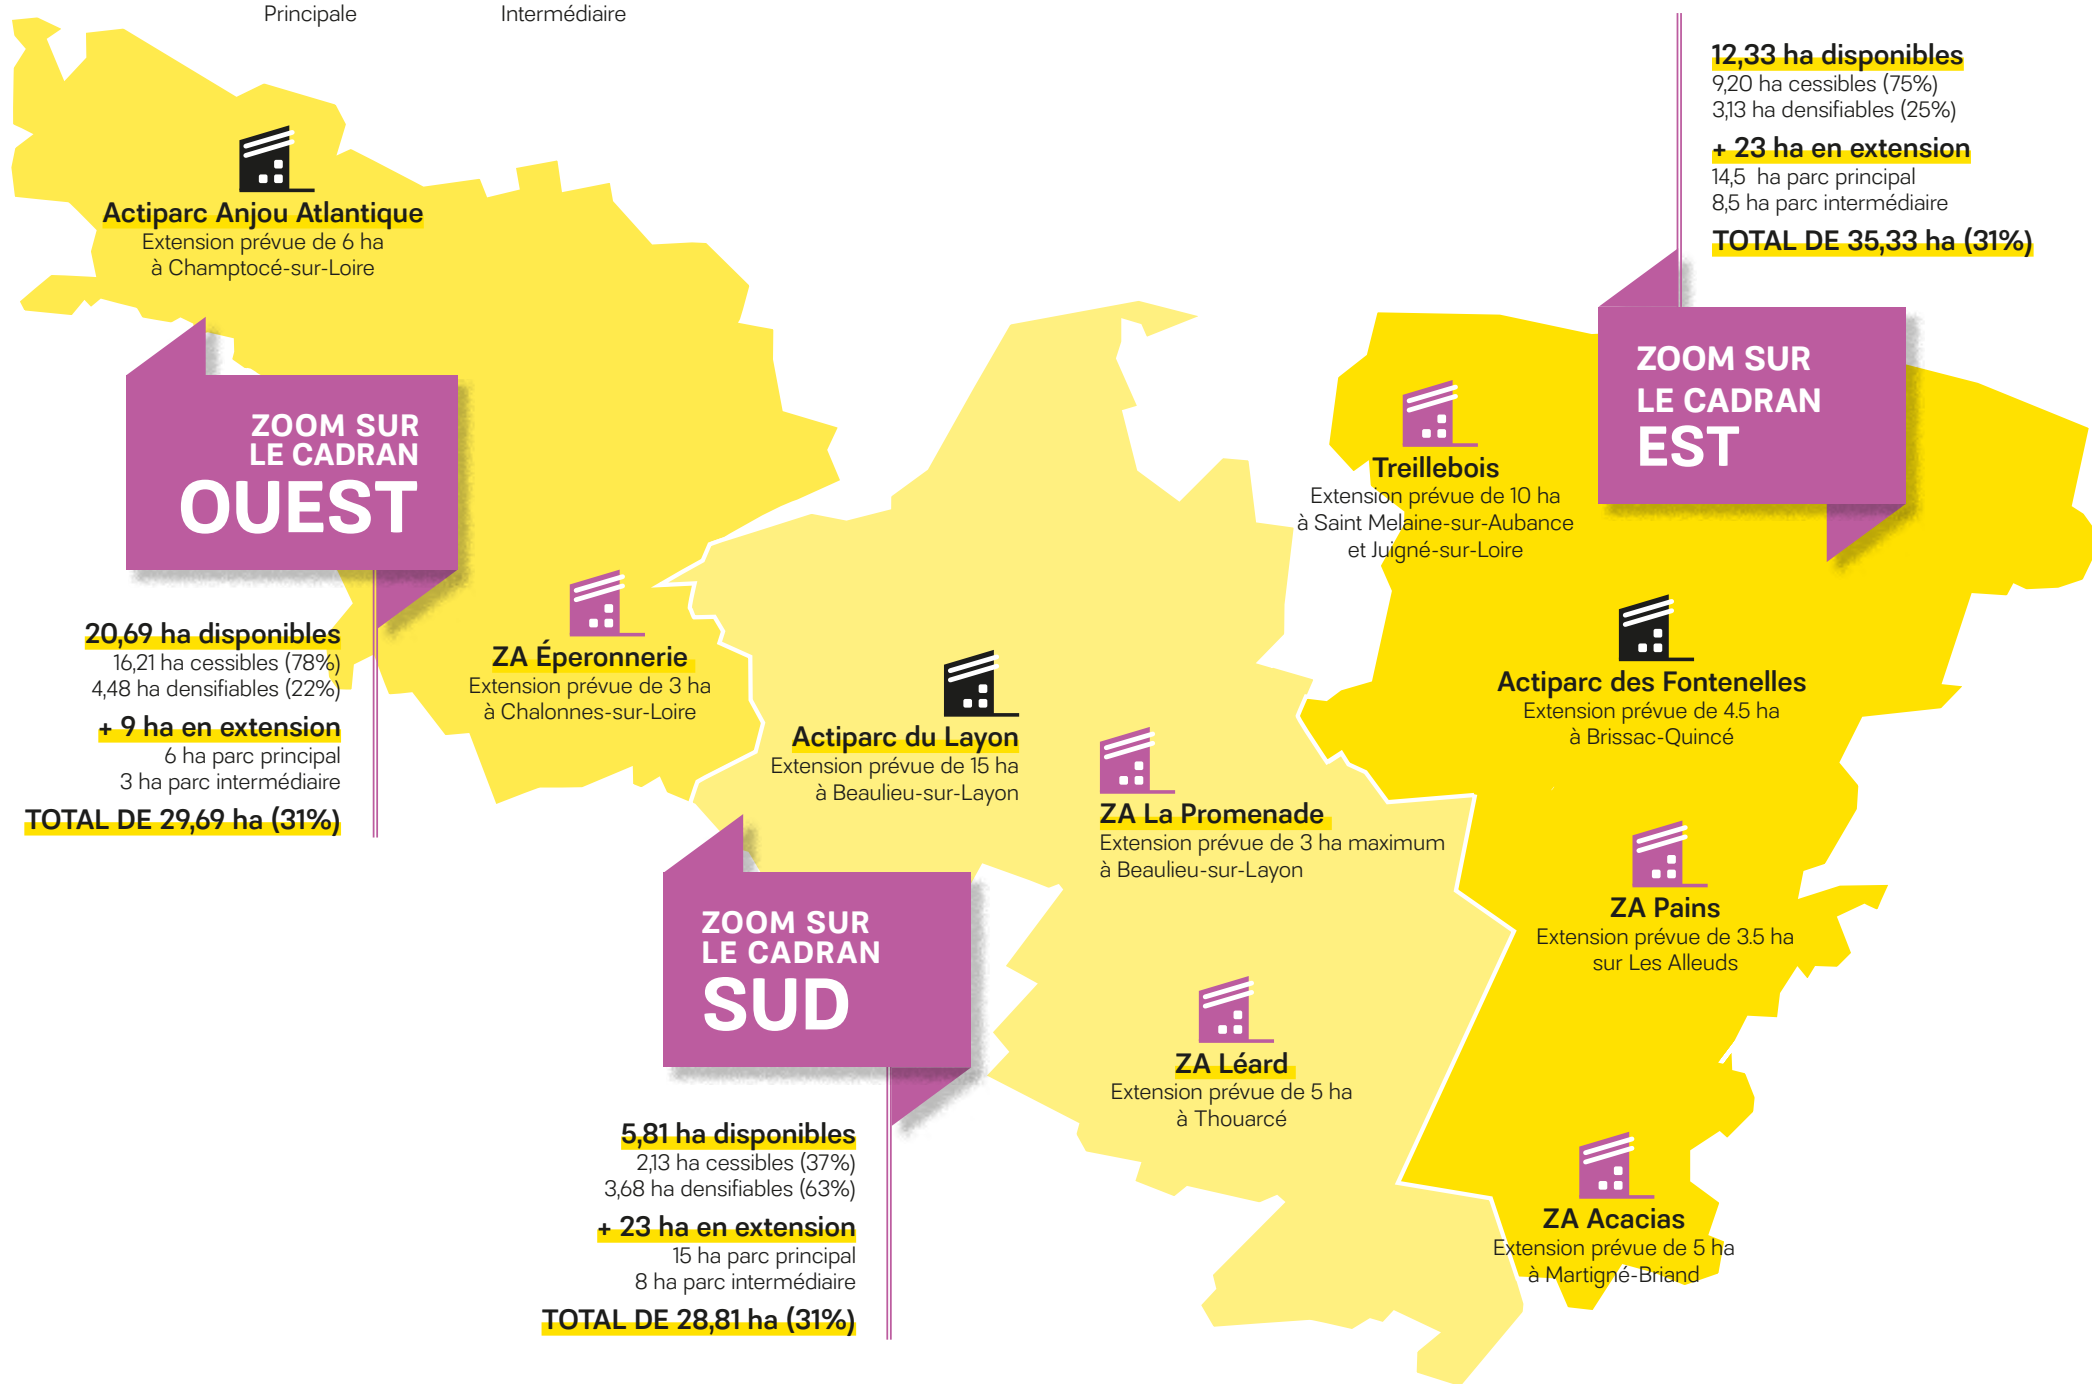 Principale
Intermédiaire
12,33 ha disponibles
9,20 ha cessibles (75%)
3,13 ha densifiables (25%)
+ 23 ha en extension
14,5 ha parc principal
8,5 ha parc intermédiaire
TOTAL DE 35,33 ha (31%)
Actiparc Anjou Atlantique
Extension prévue de 6 ha
à Champtocé-sur-Loire
ZOOM SUR
LE CADRAN
EST
ZOOM SUR
LE CADRAN
OUEST
Treillebois
Extension prévue de 10 ha
à Saint Melaine-sur-Aubance
et Juigné-sur-Loire
20,69 ha disponibles
16,21 ha cessibles (78%)
4,48 ha densifiables (22%)
+ 9 ha en extension
6 ha parc principal
3 ha parc intermédiaire
TOTAL DE 29,69 ha (31%)
ZA Éperonnerie
Extension prévue de 3 ha
à Chalonnes-sur-Loire
Actiparc du Layon
Extension prévue de 15 ha
à Beaulieu-sur-Layon
Actiparc des Fontenelles
Extension prévue de 4.5 ha
à Brissac-Quincé
ZA La Promenade
Extension prévue de 3 ha maximum
à Beaulieu-sur-Layon
ZA Pains
Extension prévue de 3.5 ha
sur Les Alleuds
ZOOM SUR
LE CADRAN
SUD
ZA Léard
Extension prévue de 5 ha
à Thouarcé
5,81 ha disponibles
2,13 ha cessibles (37%)
3,68 ha densifiables (63%)
+ 23 ha en extension
15 ha parc principal
8 ha parc intermédiaire
TOTAL DE 28,81 ha (31%)
ZA Acacias
Extension prévue de 5 ha
à Martigné-Briand